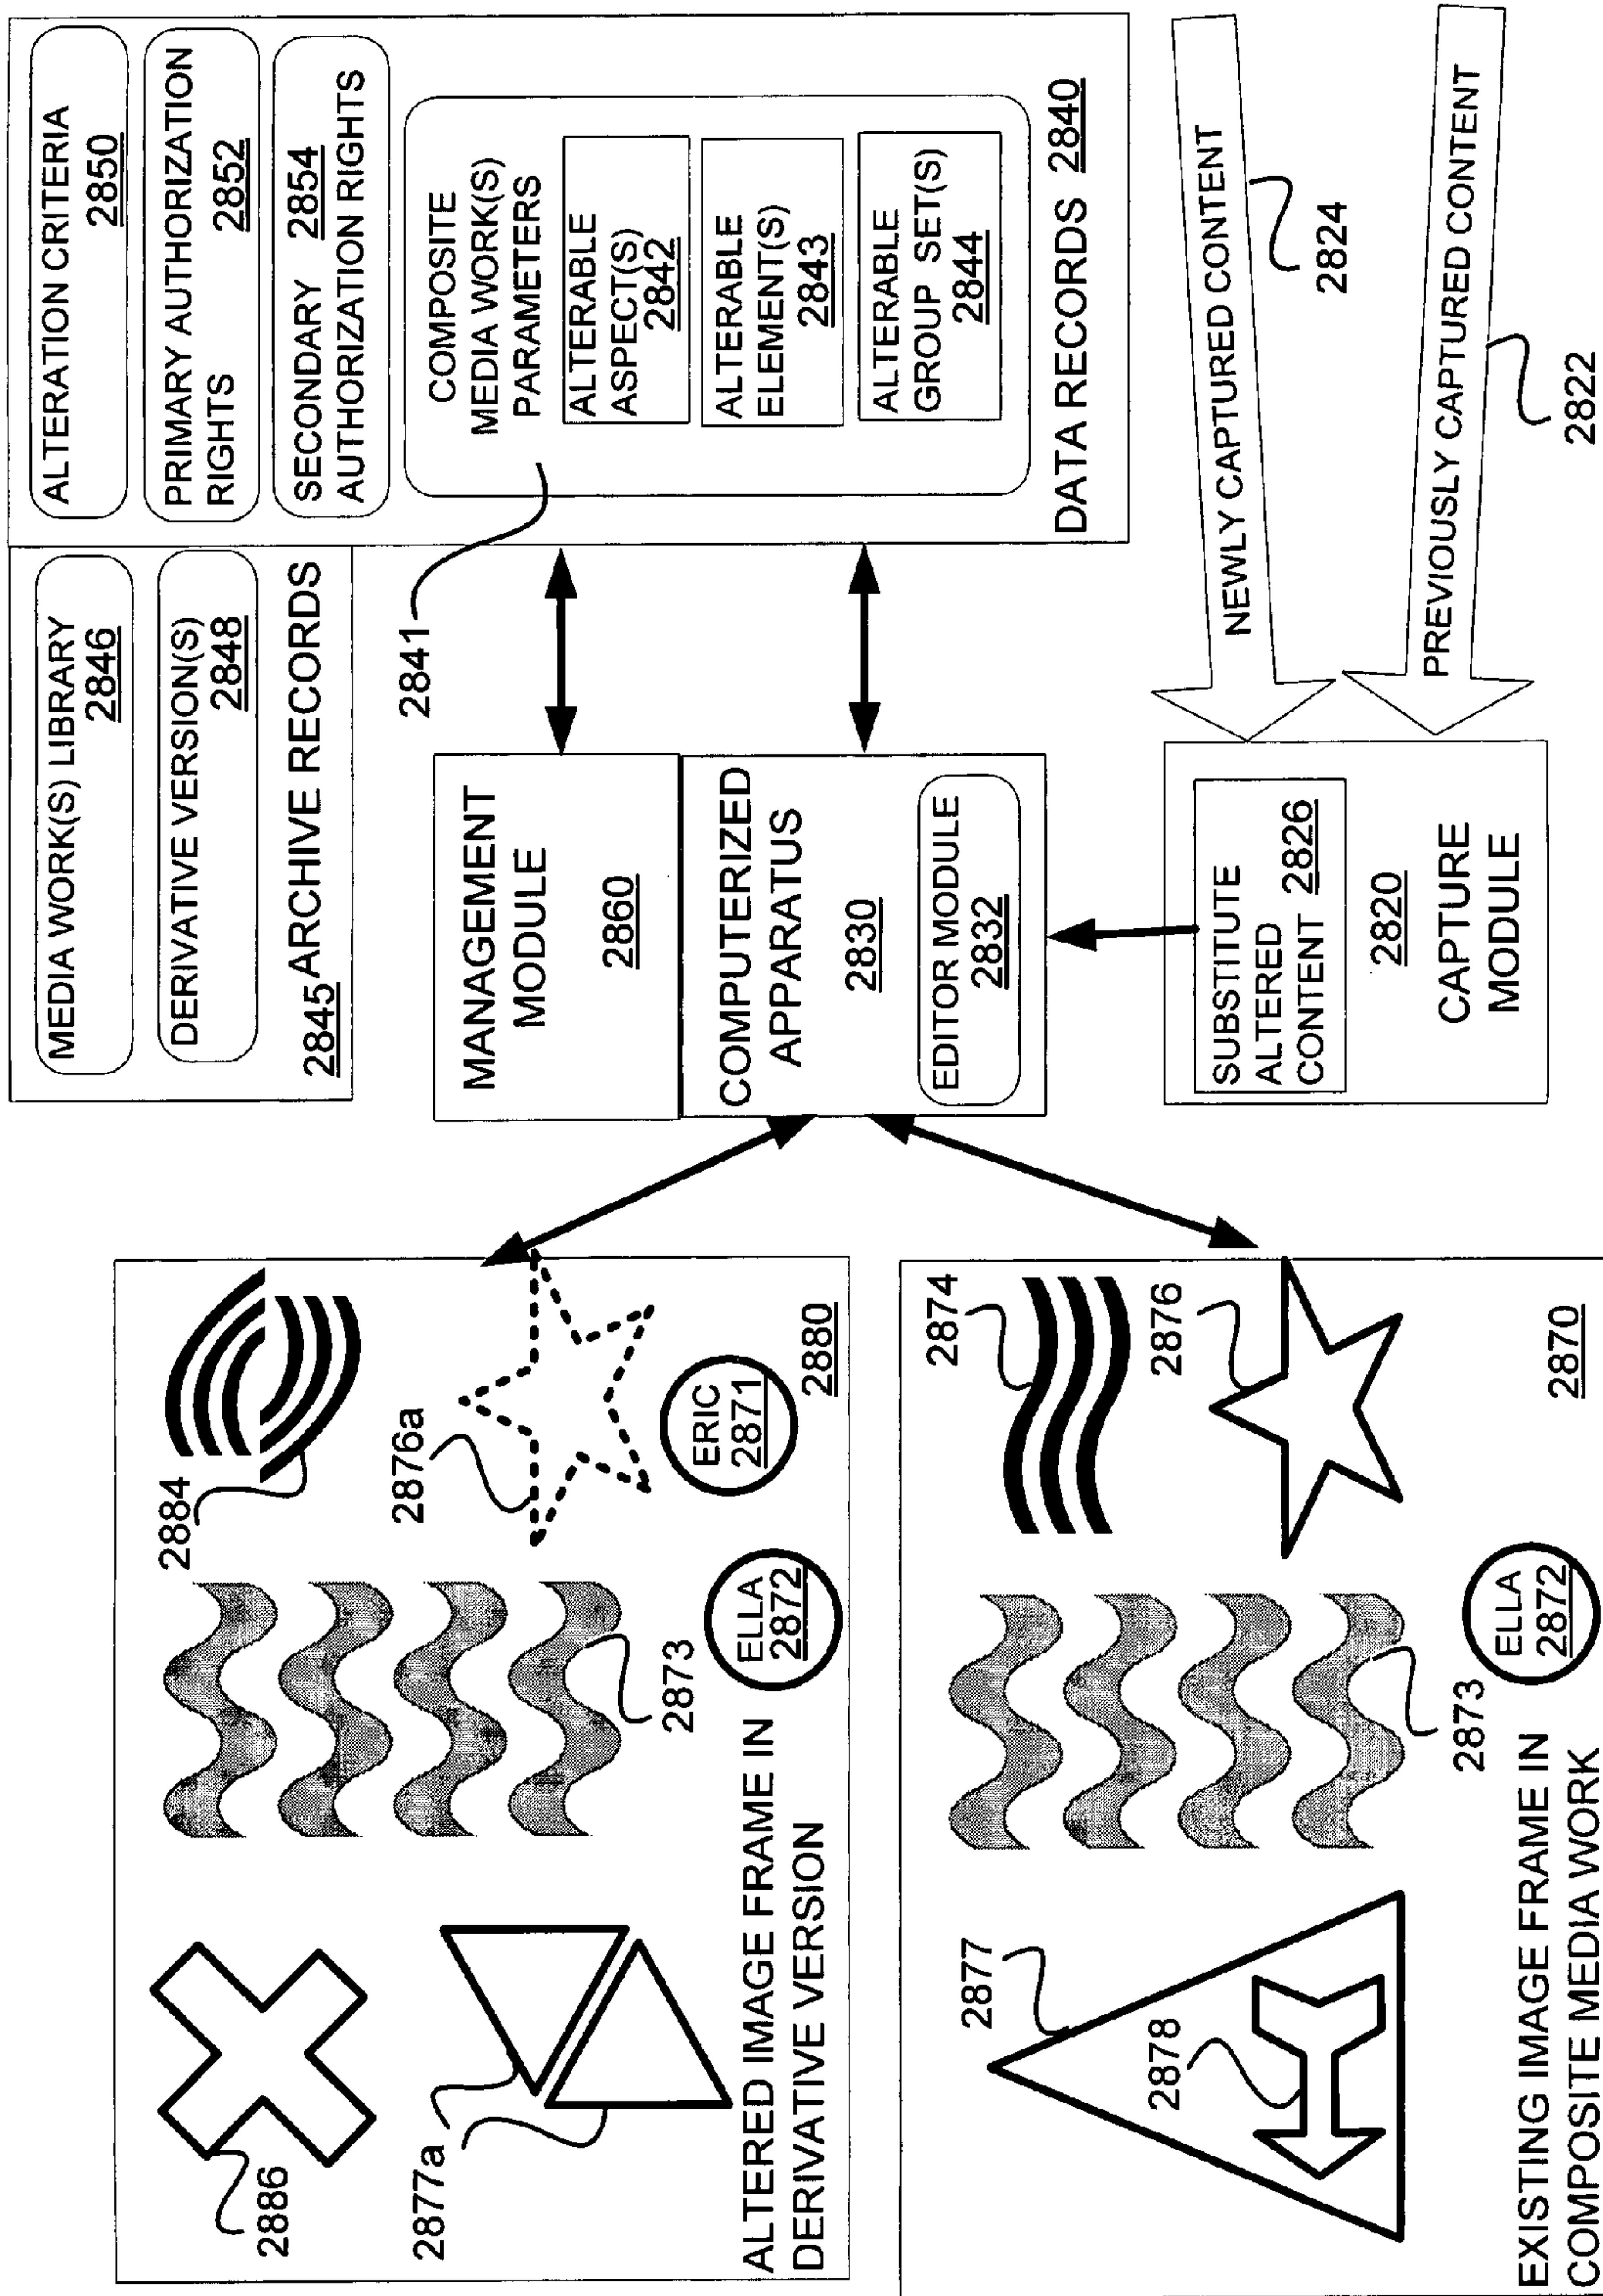 MEDIA WORK(S) LIBRARY
2846
DERIVATIVE VERSION(S)
2848
2845 ARCHIVE RECORDS
ALTERATION CRITERIA
2850
PRIMARY AUTHORIZATION
RIGHTS 2852
SECONDARY 2854
AUTHORIZATION RIGHTS
COMPOSITE
MEDIA WORK(S)
PARAMETERS
ALTERABLE
ASPECT(S)
2842
ALTERABLE
ELEMENT(S)
2843
ALTERABLE
GROUP SET(S)
2844
DATA RECORDS 2840
2841
MANAGEMENT
MODULE
2860
COMPUTERIZED
APPARATUS
2830
EDITOR MODULE
2832
SUBSTITUTE
ALTERED
CONTENT 2826
2820
CAPTURE
MODULE
NEWLY CAPTURED CONTENT
2824
PREVIOUSLY CAPTURED CONTENT
2822
2886
2877a
2884
2876a
2873
ELLA
2872
ERIC
2871
2880
ALTERED IMAGE FRAME IN
DERIVATIVE VERSION
2877
2878
2874
2876
2873
ELLA
2872
2870
EXISTING IMAGE FRAME IN
COMPOSITE MEDIA WORK